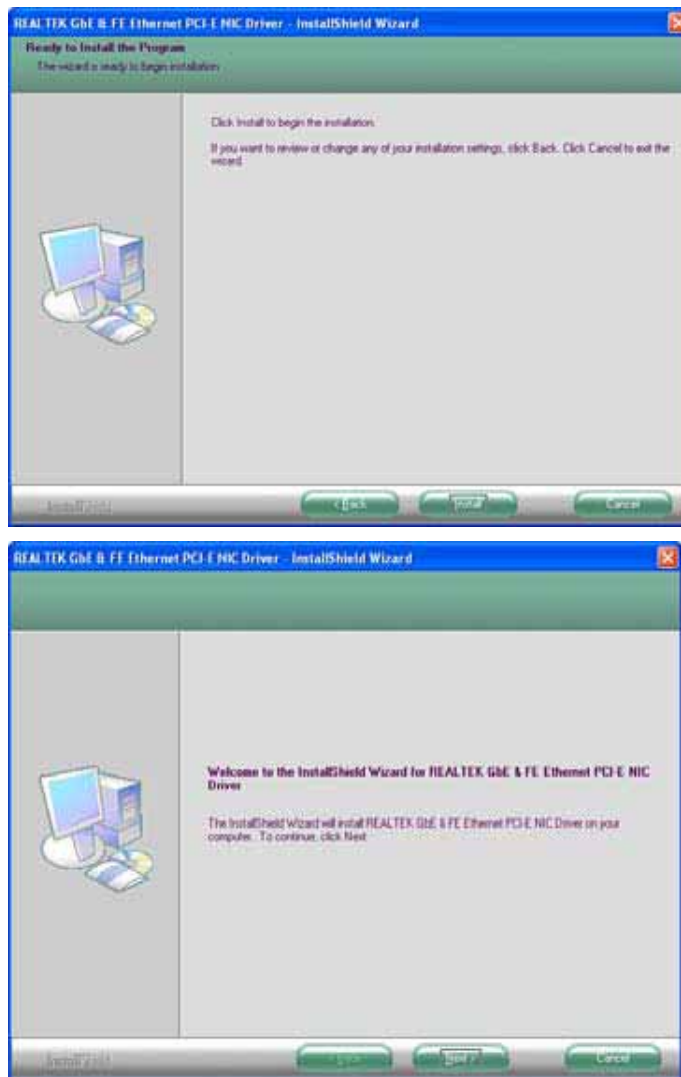 REALTEK GbE & FE Ethernet PCI-E NIC Driver - InstallShield Wizard
Ready to Install the Program
The wizard is ready to begin installation.
Click Install to begin the installation.
If you want to review or change any of your installation settings, click Back. Click Cancel to exit the
wizard.
InstallShield
< Back
Install
Cancel
REALTEK GbE & FE Ethernet PCI-E NIC Driver - InstallShield Wizard
Welcome to the InstallShield Wizard for REALTEK GbE & FE Ethernet PCI-E NIC
Driver
The InstallShield Wizard will install REALTEK GbE & FE Ethernet PCI-E NIC Driver on your
computer. To continue, click Next
InstallShield
< Back
Next >
Cancel